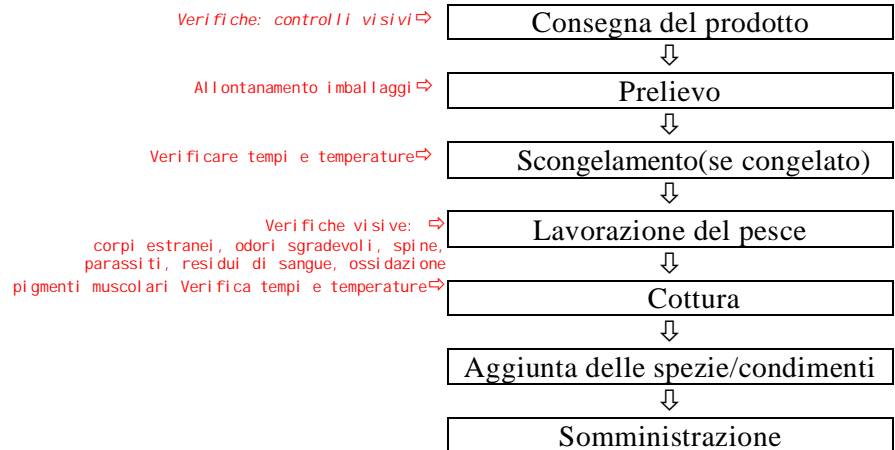 Verifiche: controlli visivi⇨
Consegna del prodotto
Allontanamento imballaggi⇨
Prelievo
Verificare tempi e temperature⇨
Scongelamento(se congelato)
Verifiche visive: ⇨
corpi estranei, odori sgradevoli, spine,
parassiti, residui di sangue, ossidazione
Lavorazione del pesce
pigmenti muscolari Verifica tempi e temperature⇨
Cottura
Aggiunta delle spezie/condimenti
Somministrazione